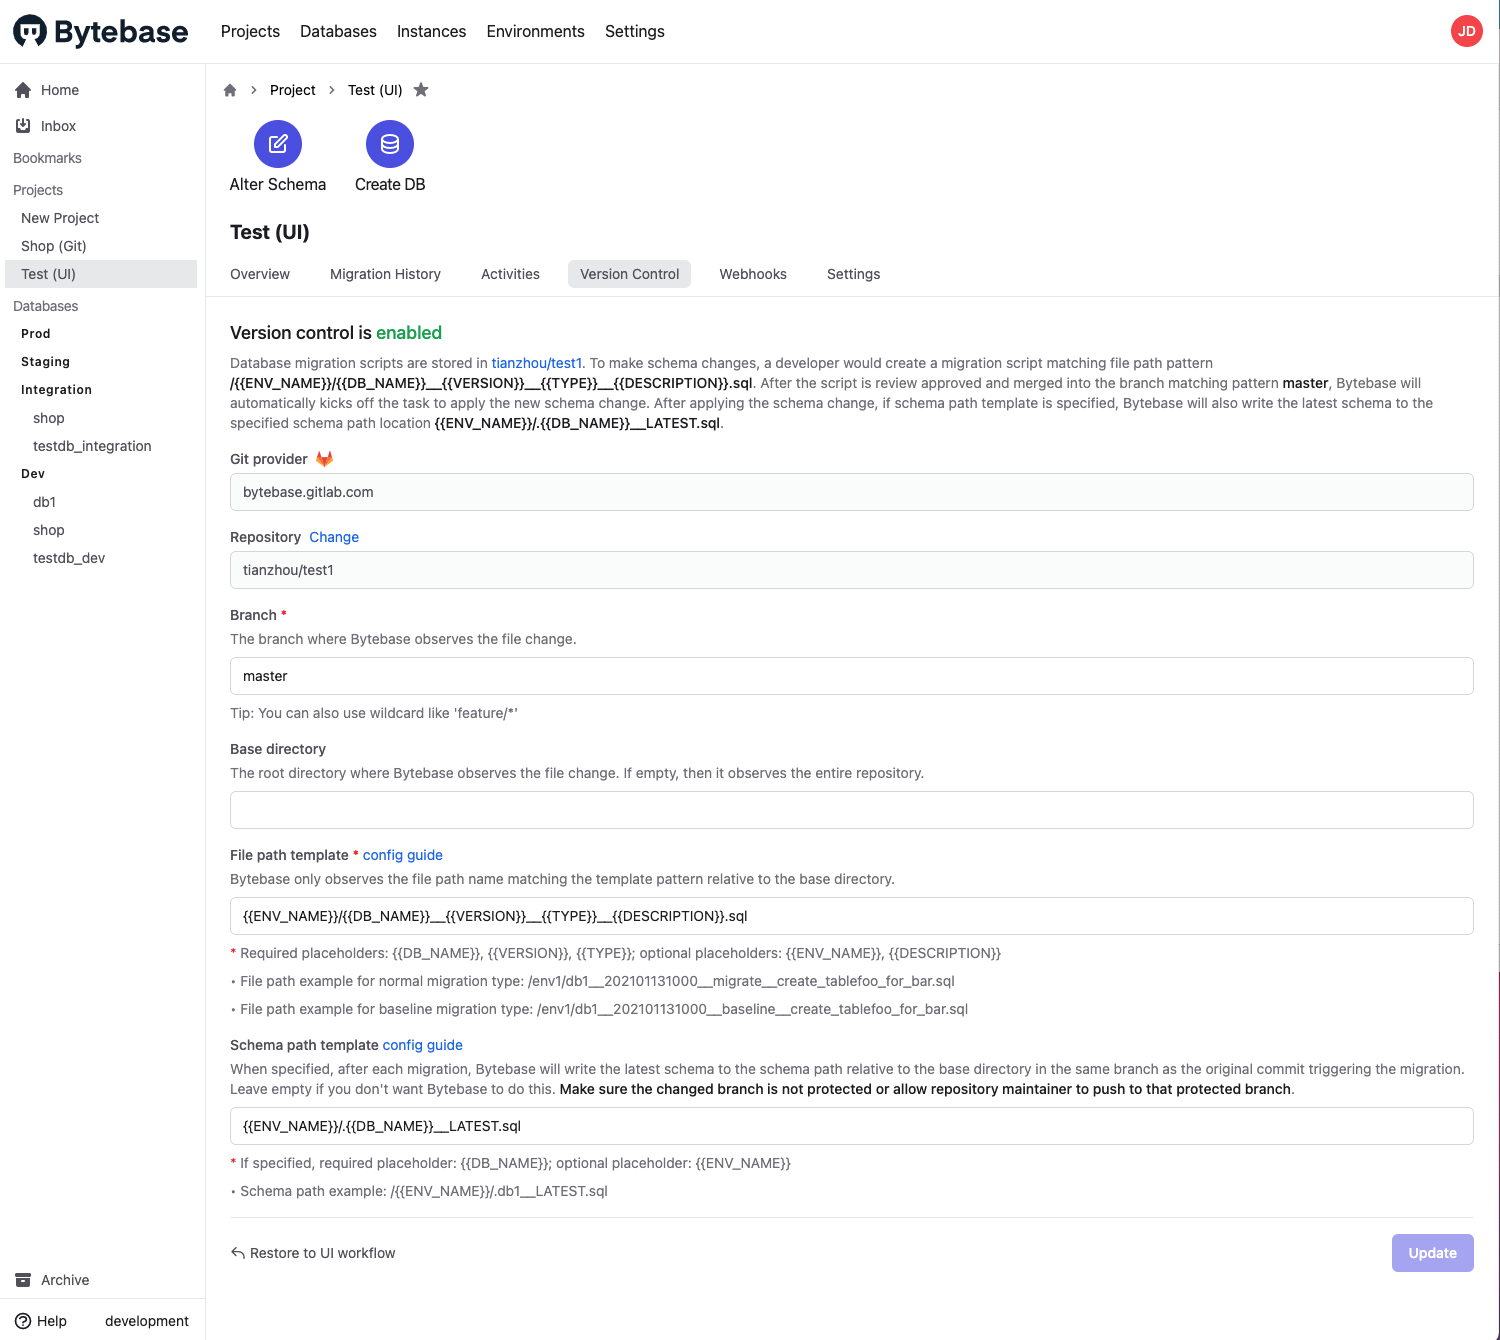 Bytebase
Projects Databases Instances Environments Settings
JD
Home
Inbox
Bookmarks
Projects
New Project
Shop (Git)
Test (UI)
Databases
Prod
Staging
Integration
shop
testdb_integration
Dev
db1
shop
testdb_dev
Archive
Help development
Project Test (UI)
Alter Schema Create DB
Test (UI)
Overview Migration History Activities Version Control Webhooks Settings
Version control is enabled
Database migration scripts are stored in tianzhou/test1. To make schema changes, a developer would create a migration script matching file path pattern
/{{ENV_NAME}}/{{DB_NAME}}__{{VERSION}}__{{TYPE}}__{{DESCRIPTION}}.sql. After the script is review approved and merged into the branch matching pattern master, Bytebase will
automatically kicks off the task to apply the new schema change. After applying the schema change, if schema path template is specified, Bytebase will also write the latest schema to the
specified schema path location {{ENV_NAME}}/.{{DB_NAME}}__LATEST.sql.
Git provider
bytebase.gitlab.com
Repository Change
tianzhou/test1
Branch *
The branch where Bytebase observes the file change.
master
Tip: You can also use wildcard like 'feature/*'
Base directory
The root directory where Bytebase observes the file change. If empty, then it observes the entire repository.
File path template * config guide
Bytebase only observes the file path name matching the template pattern relative to the base directory.
{{ENV_NAME}}/{{DB_NAME}}__{{VERSION}}__{{TYPE}}__{{DESCRIPTION}}.sql
* Required placeholders: {{DB_NAME}}, {{VERSION}}, {{TYPE}}; optional placeholders: {{ENV_NAME}}, {{DESCRIPTION}}
• File path example for normal migration type: /env1/db1__202101131000__migrate__create_tablefoo_for_bar.sql
• File path example for baseline migration type: /env1/db1__202101131000__baseline__create_tablefoo_for_bar.sql
Schema path template config guide
When specified, after each migration, Bytebase will write the latest schema to the schema path relative to the base directory in the same branch as the original commit triggering the migration.
Leave empty if you don't want Bytebase to do this. Make sure the changed branch is not protected or allow repository maintainer to push to that protected branch.
{{ENV_NAME}}/.{{DB_NAME}}__LATEST.sql
* If specified, required placeholder: {{DB_NAME}}; optional placeholder: {{ENV_NAME}}
• Schema path example: /{{ENV_NAME}}/.db1__LATEST.sql
Restore to UI workflow
Update